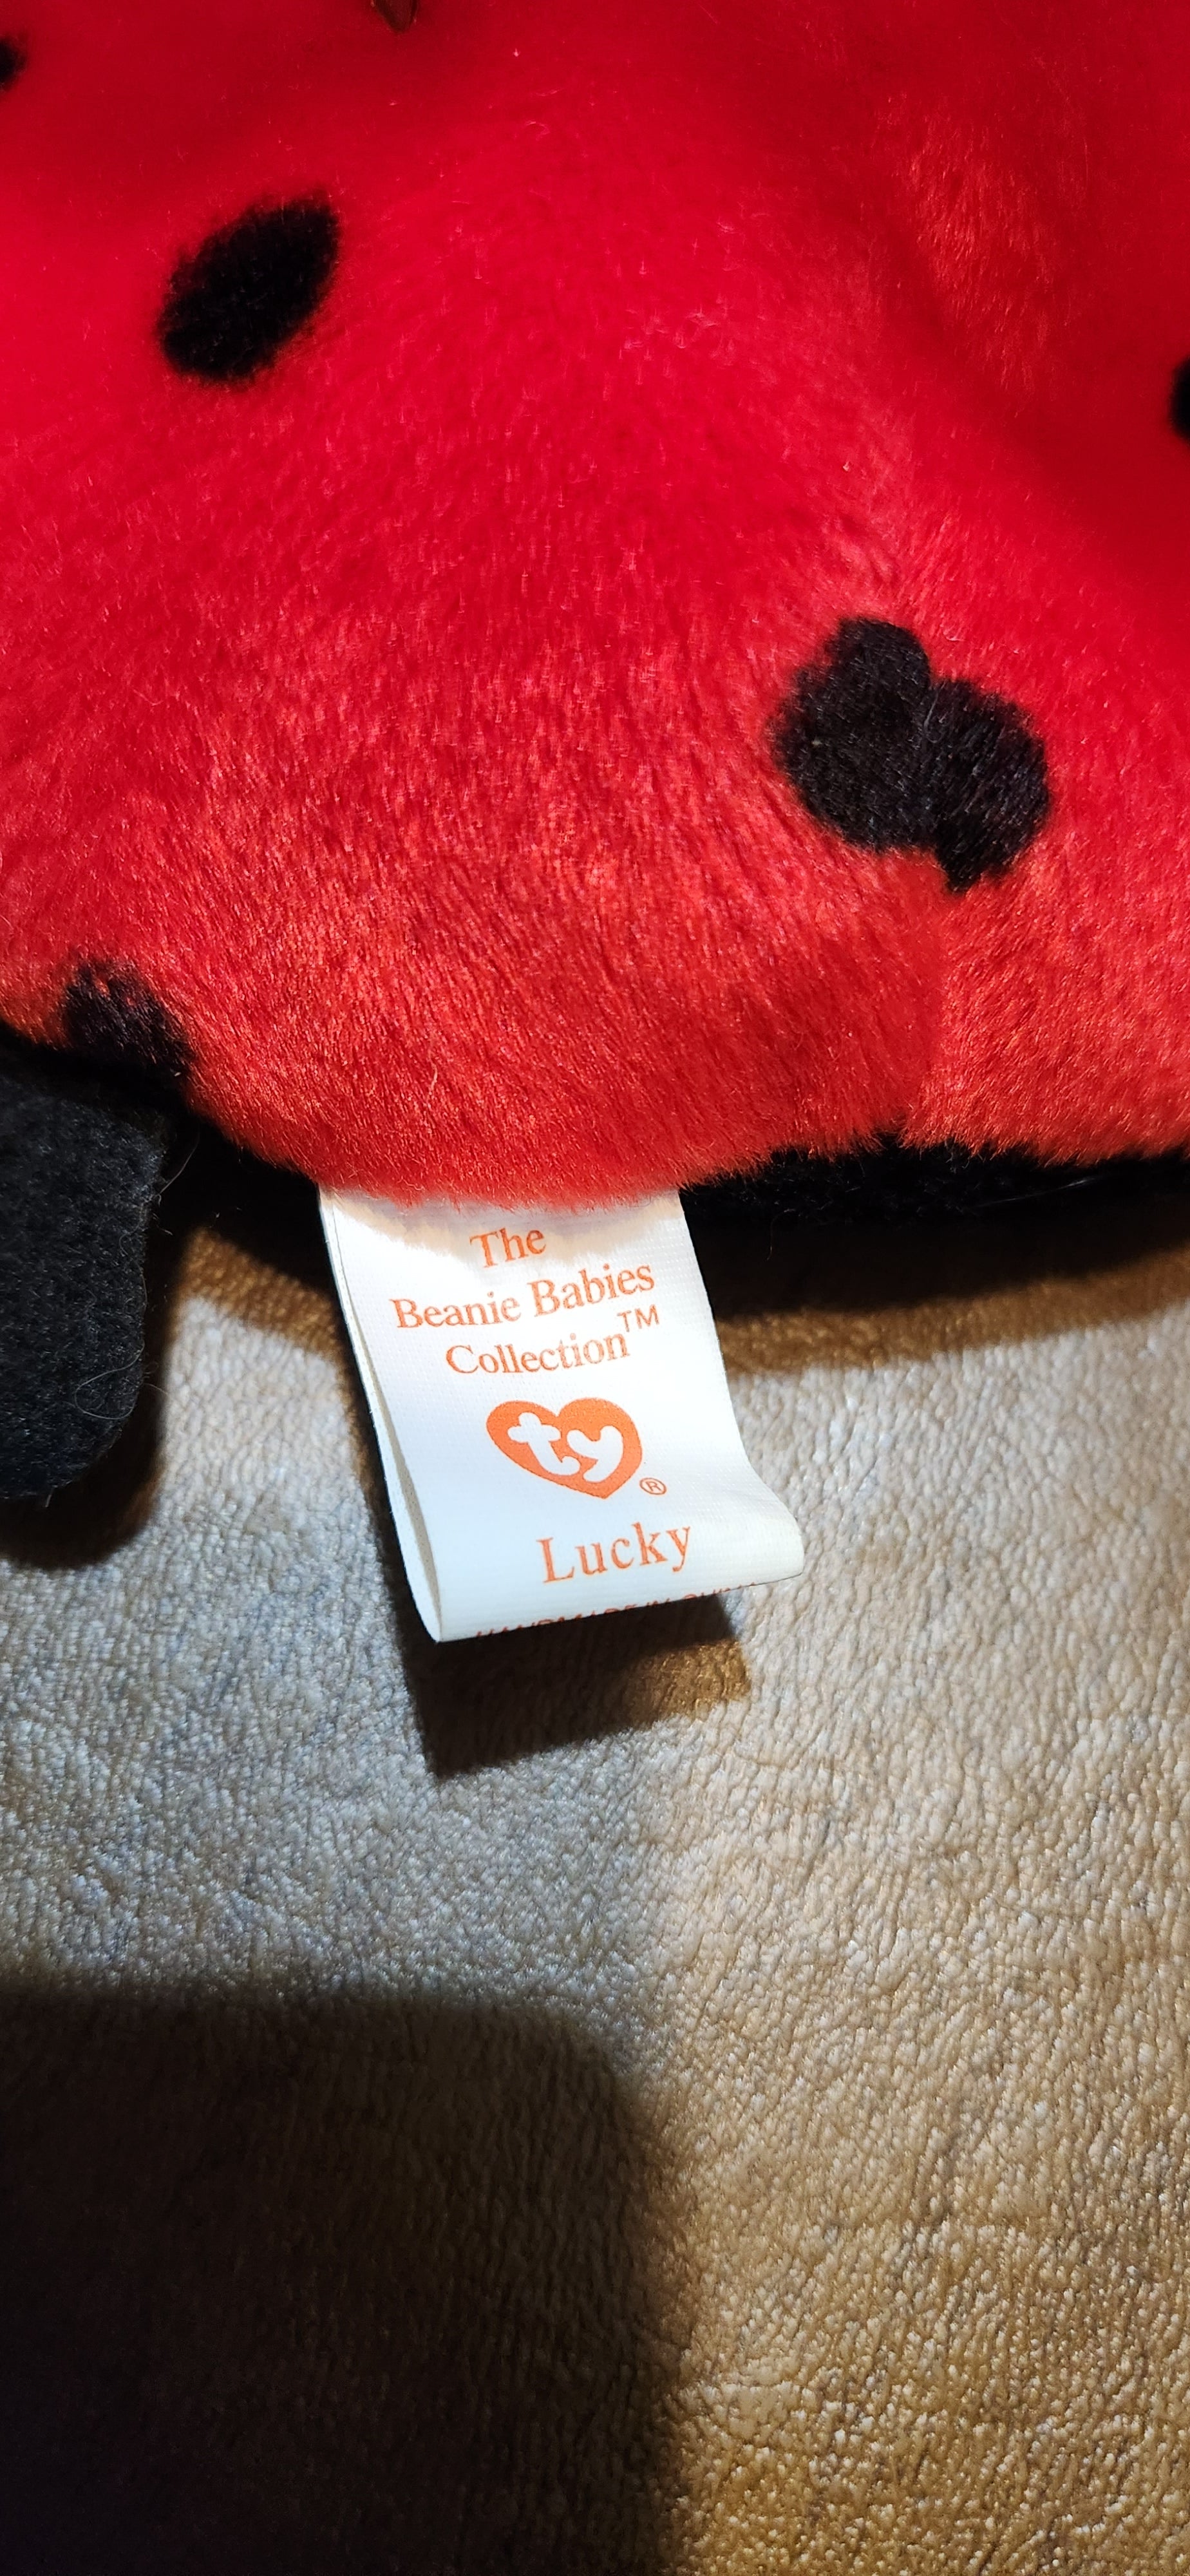 The
Beanie Babies
Collection™
ty®
Lucky